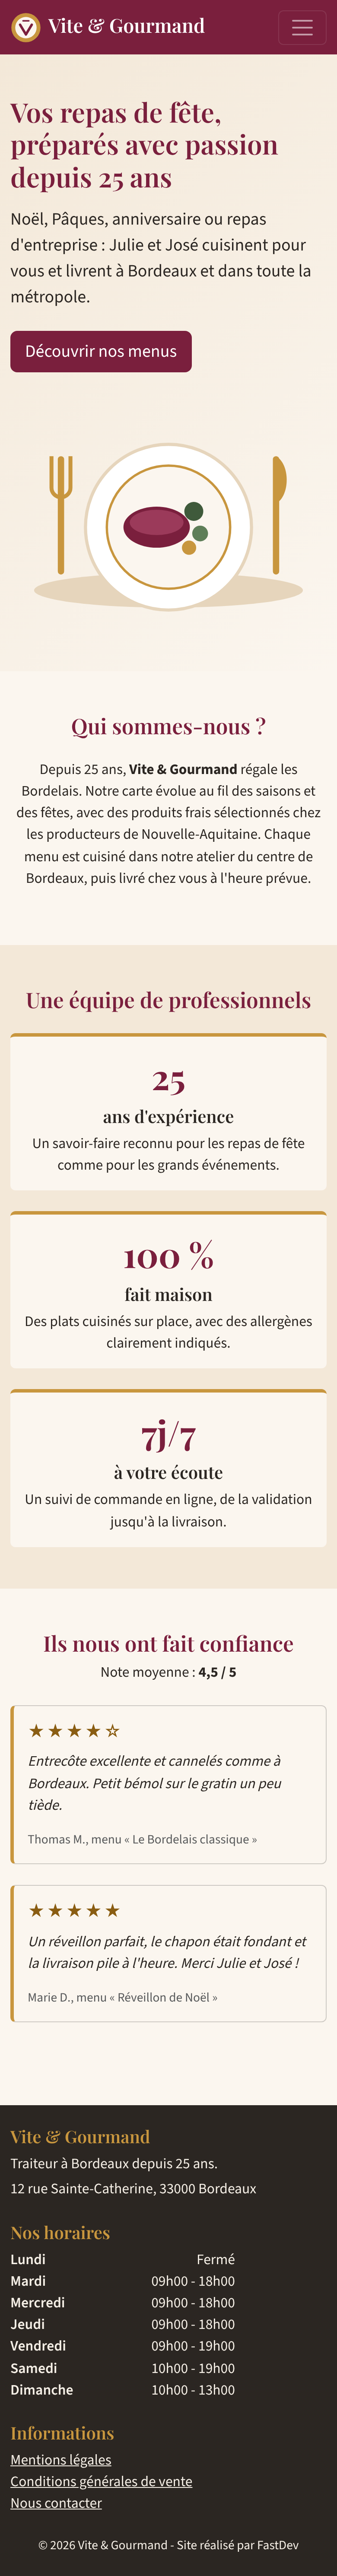 Vite & Gourmand
Vos repas de fête,
préparés avec passion
depuis 25 ans
Noël, Pâques, anniversaire ou repas
d'entreprise : Julie et José cuisinent pour
vous et livrent à Bordeaux et dans toute la
métropole.
Découvrir nos menus
Qui sommes-nous ?
Depuis 25 ans, Vite & Gourmand régale les
Bordelais. Notre carte évolue au fil des saisons et
des fêtes, avec des produits frais sélectionnés chez
les producteurs de Nouvelle-Aquitaine. Chaque
menu est cuisiné dans notre atelier du centre de
Bordeaux, puis livré chez vous à l'heure prévue.
Une équipe de professionnels
25
ans d'expérience
Un savoir-faire reconnu pour les repas de fête
comme pour les grands événements.
100 %
fait maison
Des plats cuisinés sur place, avec des allergènes
clairement indiqués.
7j/7
à votre écoute
Un suivi de commande en ligne, de la validation
jusqu'à la livraison.
Ils nous ont fait confiance
Note moyenne : 4,5 / 5
★★★★☆
Entrecôte excellente et cannelés comme à
Bordeaux. Petit bémol sur le gratin un peu
tiède.
Thomas M., menu « Le Bordelais classique »
★★★★★
Un réveillon parfait, le chapon était fondant et
la livraison pile à l'heure. Merci Julie et José !
Marie D., menu « Réveillon de Noël »
Vite & Gourmand
Traiteur à Bordeaux depuis 25 ans.
12 rue Sainte-Catherine, 33000 Bordeaux
Nos horaires
Lundi Fermé
Mardi 09h00 - 18h00
Mercredi 09h00 - 18h00
Jeudi 09h00 - 18h00
Vendredi 09h00 - 19h00
Samedi 10h00 - 19h00
Dimanche 10h00 - 13h00
Informations
Mentions légales
Conditions générales de vente
Nous contacter
© 2026 Vite & Gourmand - Site réalisé par FastDev